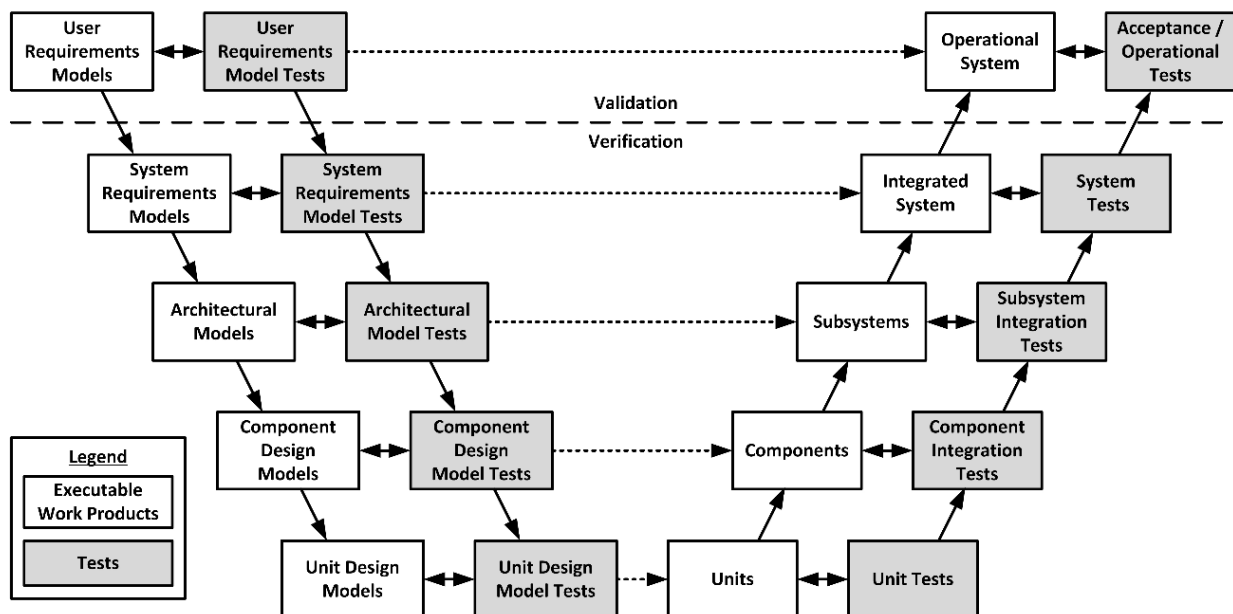 User
Requirements
Models
User
Requirements
Model Tests
Operational
System
Acceptance /
Operational
Tests
Validation
Verification
System
Requirements
Models
System
Requirements
Model Tests
Integrated
System
System
Tests
Architectural
Models
Architectural
Model Tests
Subsystems
Subsystem
Integration
Tests
Component
Design
Models
Component
Design
Model Tests
Components
Component
Integration
Tests
Legend
Executable
Work Products
Tests
Unit Design
Models
Unit Design
Model Tests
Units
Unit Tests